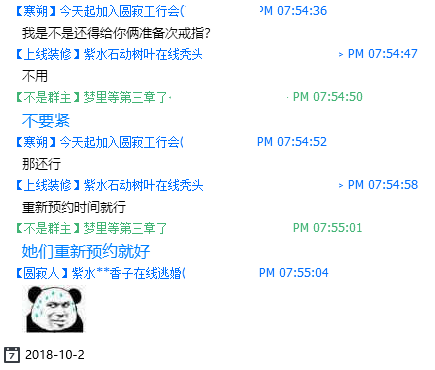 【寒朔】今天起加入圆寂工行会( PM 07:54:36
我是不是还得给你俩准备次戒指？
【上线装修】紫水石动树叶在线秃头 > PM 07:54:47
不用
【不是群主】梦里等第三章了· · PM 07:54:50
不要紧
【寒朔】今天起加入圆寂工行会( PM 07:54:52
那还行
【上线装修】紫水石动树叶在线秃头 > PM 07:54:58
重新预约时间就行
【不是群主】梦里等第三章了 PM 07:55:01
她们重新预约就好
【圆寂人】紫水**香子在线逃婚( PM 07:55:04
7 2018-10-2